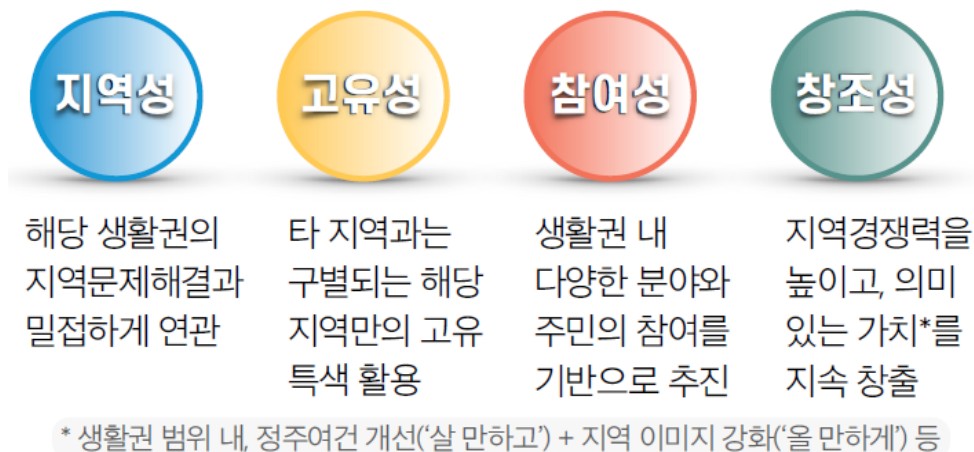 지역성
해당 생활권의
지역문제해결과
밀접하게 연관
고유성
타 지역과는
구별되는 해당
지역만의 고유
특색 활용
참여성
생활권 내
다양한 분야와
주민의 참여를
기반으로 추진
창조성
지역경쟁력을
높이고, 의미
있는 가치*를
지속 창출
* 생활권 범위 내, 정주여건 개선(‘살 만하고’) + 지역 이미지 강화(‘올 만하게’) 등